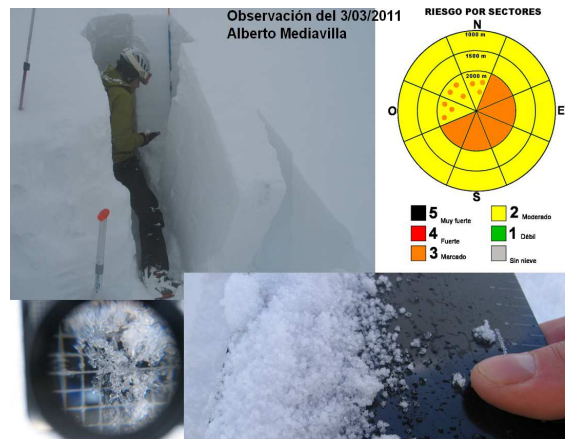 Observación del 3/03/2011
Alberto Mediavilla
RIESGO POR SECTORES
N
1000 m
1500 m
2000 m
O
E
S
5 Muy fuerte
2 Moderado
4 Fuerte
1 Débil
3 Marcado
Sin nieve